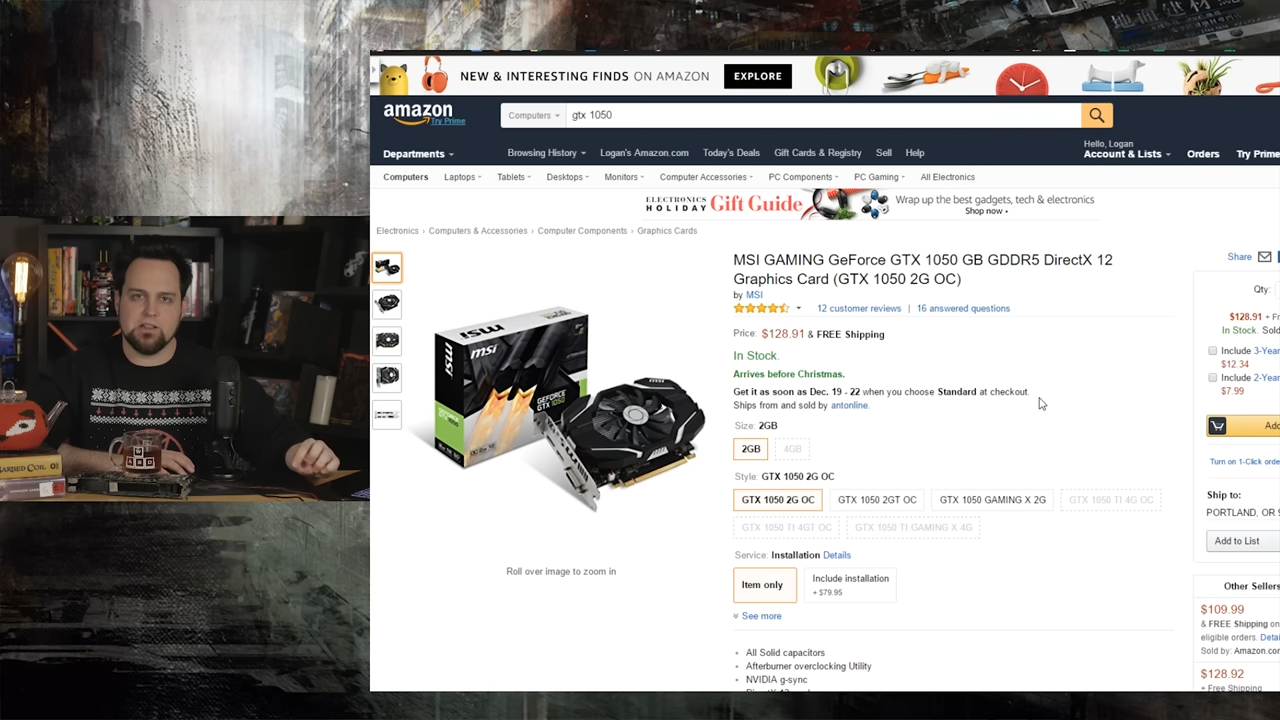 NEW & INTERESTING FINDS ON AMAZON EXPLORE
amazon
Try Prime
Computers gtx 1050
Hello, Logan
Departments Browsing History Logan's Amazon.com Today's Deals Gift Cards & Registry Sell Help Account & Lists Orders Try Prime
Computers Laptops Tablets Desktops Monitors Computer Accessories PC Components PC Gaming All Electronics
ELECTRONICS HOLIDAY Gift Guide Wrap up the best gadgets, tech & electronics
Shop now
Electronics › Computers & Accessories › Computer Components › Graphics Cards
MSI GAMING GeForce GTX 1050 GB GDDR5 DirectX 12
Graphics Card (GTX 1050 2G OC)
by MSI
12 customer reviews | 16 answered questions
Price: $128.91 & FREE Shipping
In Stock.
Arrives before Christmas.
Get it as soon as Dec. 19 - 22 when you choose Standard at checkout.
Ships from and sold by antonline.
Size: 2GB
2GB 4GB
Style: GTX 1050 2G OC
GTX 1050 2G OC GTX 1050 2GT OC GTX 1050 GAMING X 2G GTX 1050 TI 4G OC
GTX 1050 TI 4GT OC GTX 1050 TI GAMING X 4G
Service: Installation Details
Item only Include installation
+ $79.95
See more
All Solid capacitors
Afterburner overclocking Utility
NVIDIA g-sync
msi
msi
GEFORCE
GTX 1050
msi
Roll over image to zoom in
Share
Qty:
$128.91 + Fr
In Stock. Sold
Include 3-Year
$12.34
Include 2-Year
$7.99
Add
Turn on 1-Click orde
Ship to:
PORTLAND, OR 9
Add to List
Other Sellers
$109.99
& FREE Shipping on
eligible orders. Detai
Sold by: Amazon.com
$128.92
+ Free Shipping
WARD